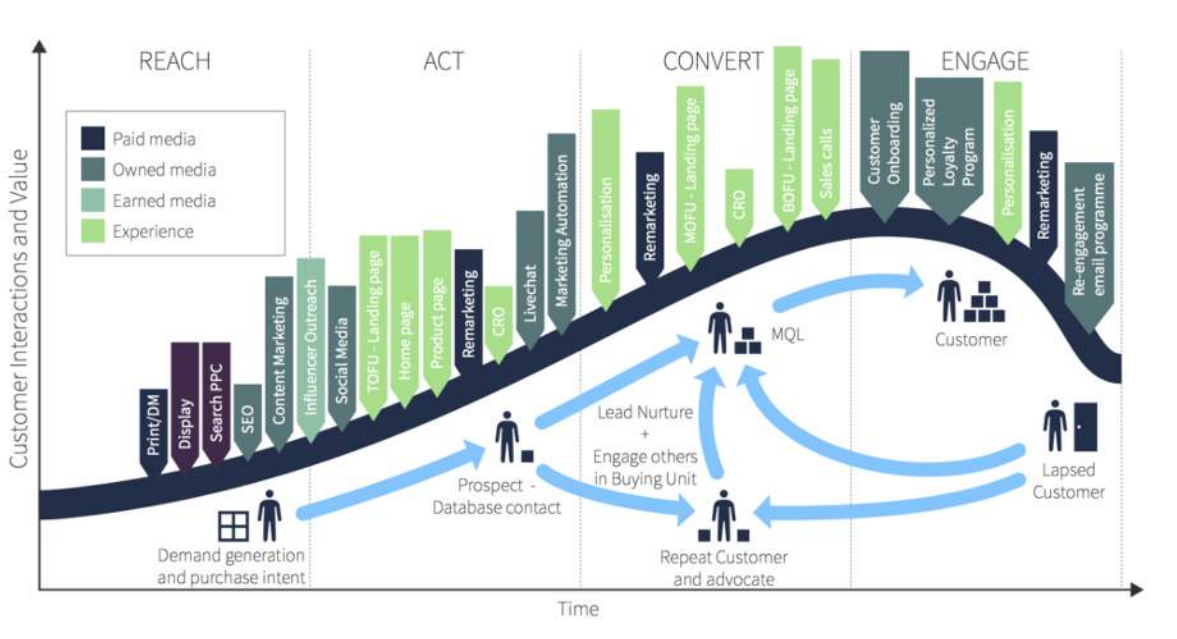 REACH
ACT
CONVERT
ENGAGE
Paid media
Owned media
Earned media
Experience
Customer Interactions and Value
Print/DM
Display
Search PPC
SEO
Content Marketing
Influencer Outreach
Social Media
TOFU - Landing page
Home page
Product page
Remarketing
CRO
Livechat
Marketing Automation
Personalisation
Remarketing
MOFU - Landing page
CRO
BOFU - Landing page
Sales calls
Customer
Onboarding
Personalized
Loyalty
Program
Personalisation
Remarketing
Re-engagement
email programme
MQL
Customer
Lead Nurture
+
Engage others
in Buying Unit
Prospect -
Database contact
Lapsed
Customer
Demand generation
and purchase intent
Repeat Customer
and advocate
Time